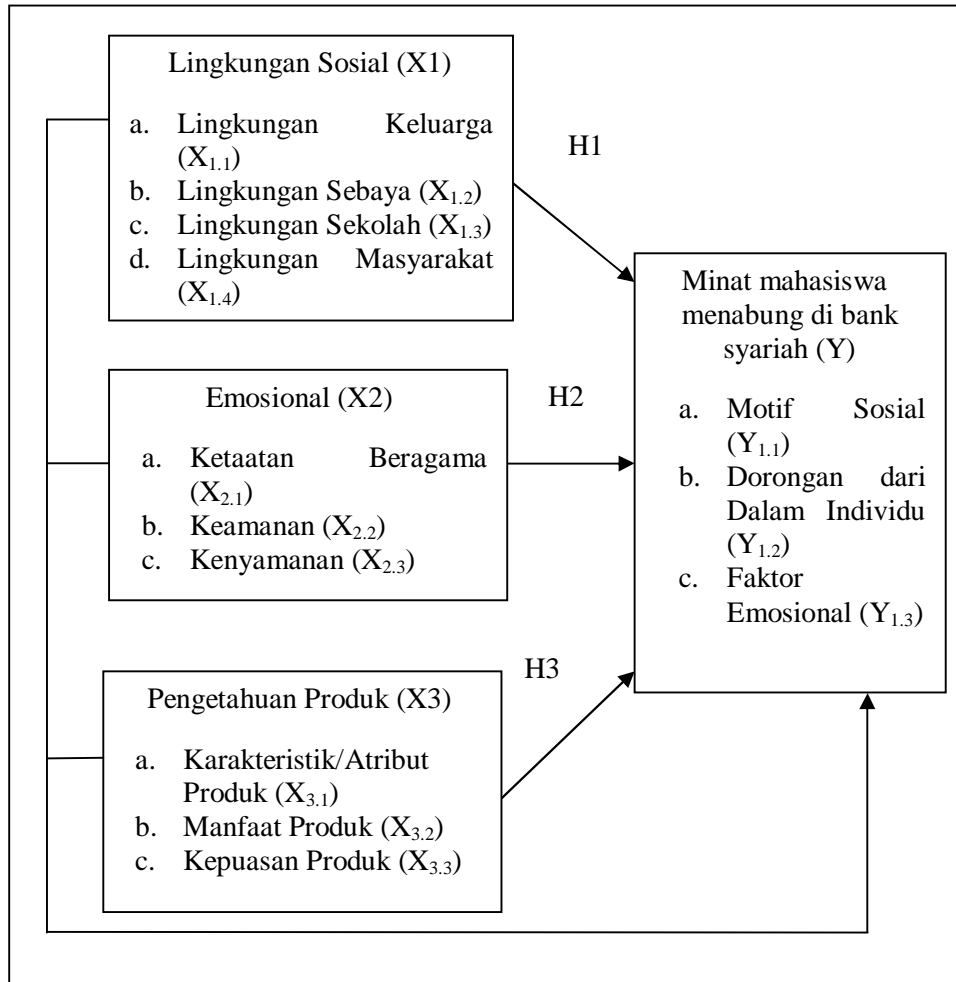 Lingkungan Sosial (X1)
a. Lingkungan Keluarga
(X1.1)
b. Lingkungan Sebaya (X1.2)
c. Lingkungan Sekolah (X1.3)
d. Lingkungan Masyarakat
(X1.4)
H1
Emosional (X2)
a. Ketaatan Beragama
(X2.1)
b. Keamanan (X2.2)
c. Kenyamanan (X2.3)
H2
Pengetahuan Produk (X3)
a. Karakteristik/Atribut
Produk (X3.1)
b. Manfaat Produk (X3.2)
c. Kepuasan Produk (X3.3)
H3
Minat mahasiswa
menabung di bank
syariah (Y)
a. Motif Sosial
(Y1.1)
b. Dorongan dari
Dalam Individu
(Y1.2)
c. Faktor
Emosional (Y1.3)